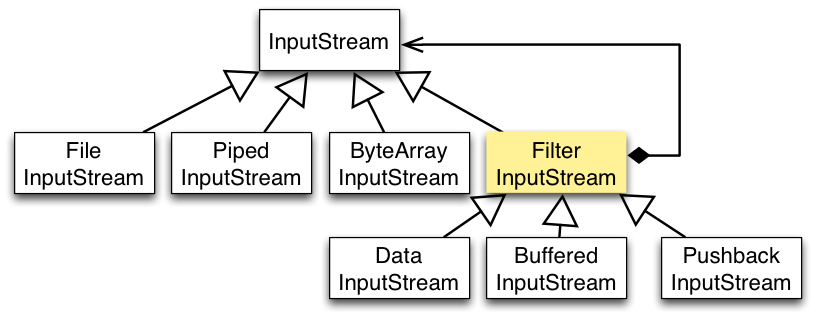 InputStream
File
InputStream
Piped
InputStream
ByteArray
InputStream
Filter
InputStream
Data
InputStream
Buffered
InputStream
Pushback
InputStream